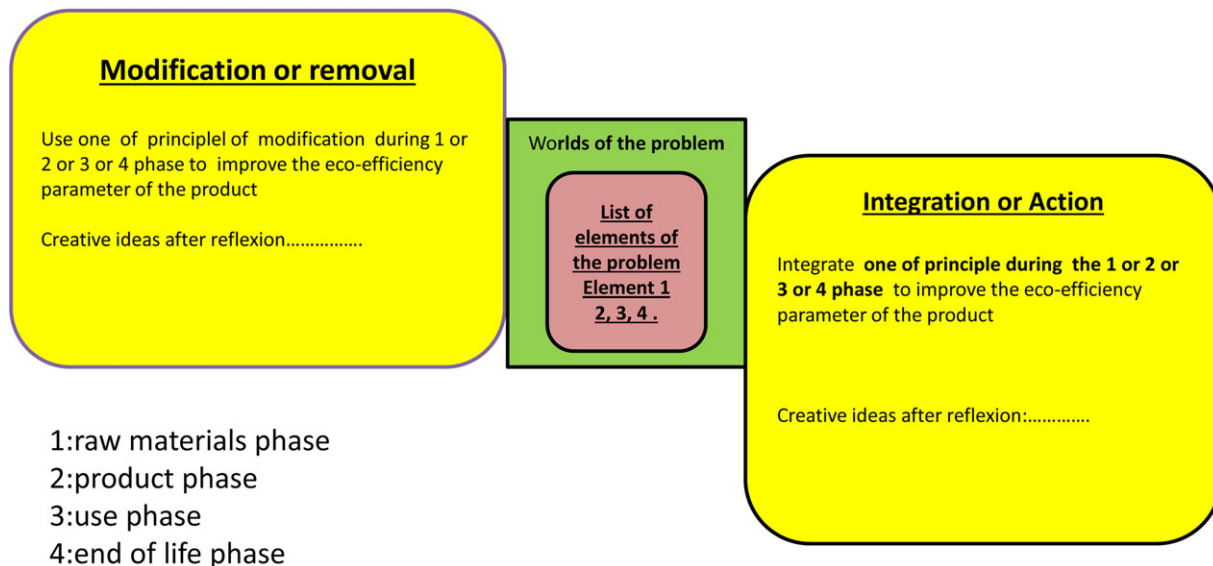 Modification or removal
Use one of principlel of modification during 1 or
2 or 3 or 4 phase to improve the eco-efficiency
parameter of the product
Creative ideas after reflexion................
Worlds of the problem
List of
elements of
the problem
Element 1
2, 3, 4 .
Integration or Action
Integrate one of principle during the 1 or 2 or
3 or 4 phase to improve the eco-efficiency
parameter of the product
Creative ideas after reflexion:.............
1:raw materials phase
2:product phase
3:use phase
4:end of life phase